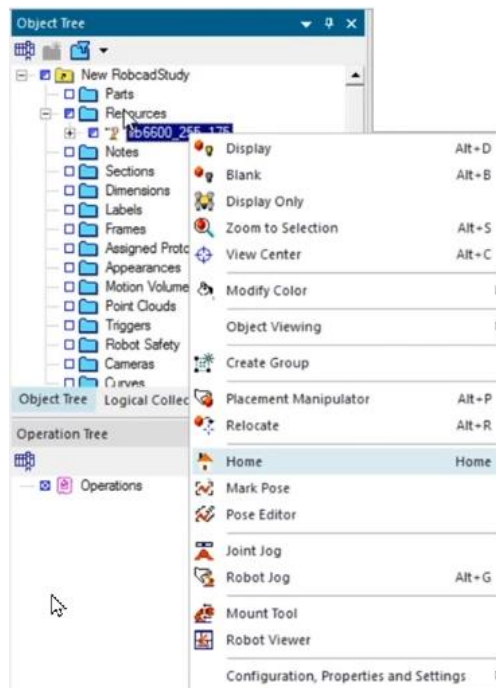 Object Tree
New RobcadStudy
Parts
Resources
irb6600_255_175
Notes
Sections
Dimensions
Labels
Frames
Assigned Proto
Appearances
Motion Volume
Point Clouds
Triggers
Robot Safety
Cameras
Curves
Object Tree Logical Collec
Operation Tree
Operations
Display Alt+D
Blank Alt+B
Display Only
Zoom to Selection Alt+S
View Center Alt+C
Modify Color
Object Viewing
Create Group
Placement Manipulator Alt+P
Relocate Alt+R
Home Home
Mark Pose
Pose Editor
Joint Jog
Robot Jog Alt+G
Mount Tool
Robot Viewer
Configuration, Properties and Settings